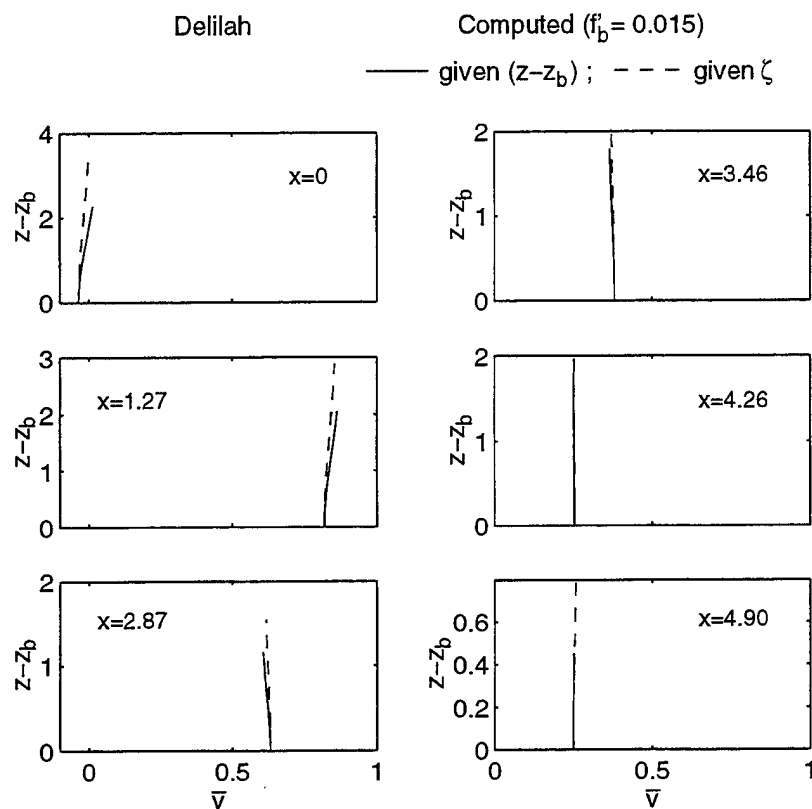 Delilah
Computed (f'b = 0.015)
given (z−zb) ; given ζ
4
2
0
z−zb
x=0
2
1
0
z−zb
x=3.46
3
2
1
0
z−zb
x=1.27
2
1
0
z−zb
x=4.26
2
1
0
z−zb
x=2.87
0 0.5 1
v̅
0.6
0.4
0.2
0
z−zb
x=4.90
0 0.5 1
v̅